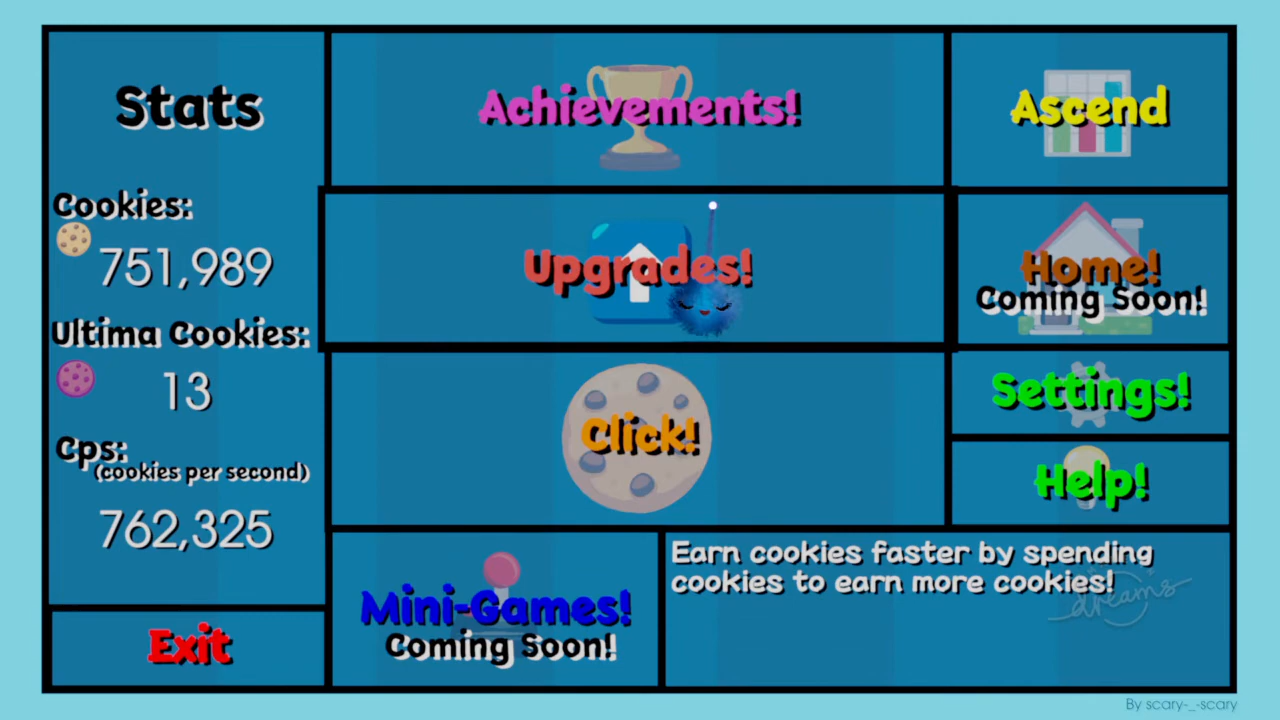 Stats
Cookies:
751,989
Ultima Cookies:
13
Cps:
(cookies per second)
762,325
Exit
Achievements!
Upgrades!
Click!
Mini-Games!
Coming Soon!
Ascend
Home!
Coming Soon!
Settings!
Help!
Earn cookies faster by spending
cookies to earn more cookies!
dreams
By scary-_-scary